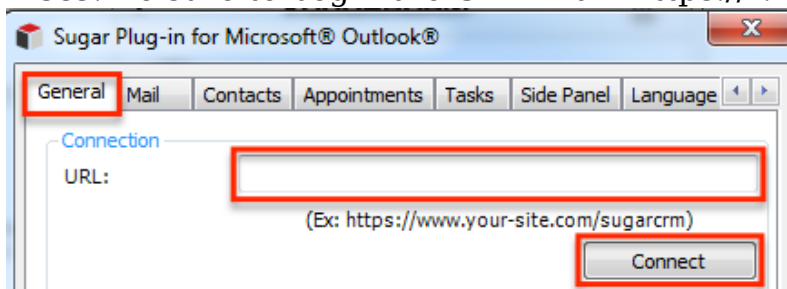 Sugar Plug-in for Microsoft® Outlook®
General Mail Contacts Appointments Tasks Side Panel Language
Connection
URL:
(Ex: https://www.your-site.com/sugarcrm)
Connect